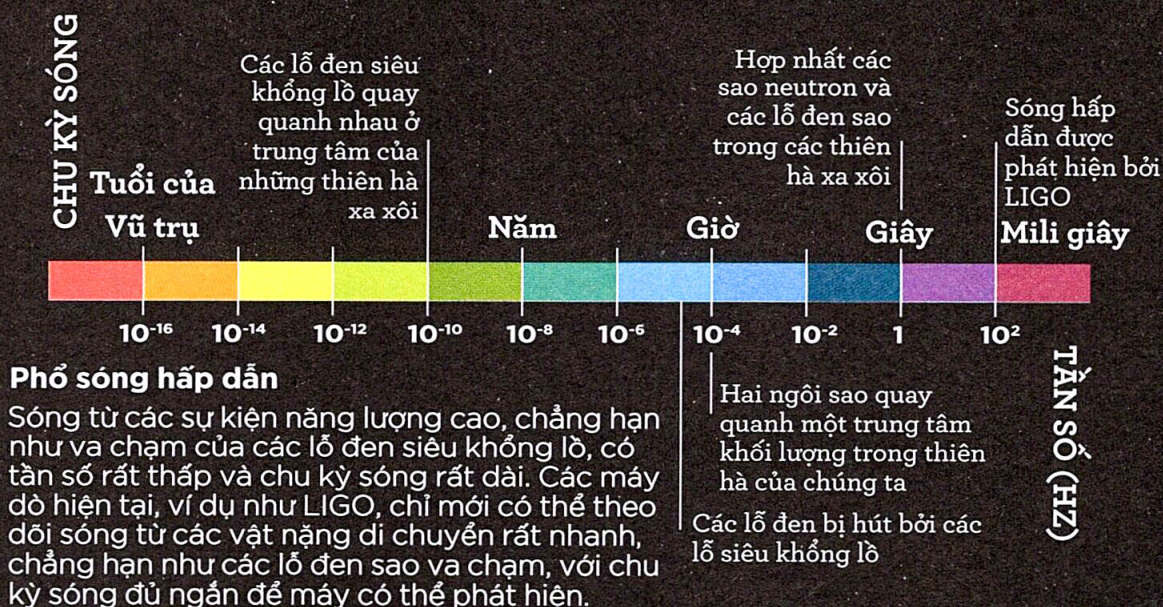 CHU KỲ SÓNG
Tuổi của
Vũ trụ
Các lỗ đen siêu
khổng lồ quay
quanh nhau ở
trung tâm của
những thiên hà
xa xôi
Năm
Giờ
Hợp nhất các
sao neutron và
các lỗ đen sao
trong các thiên
hà xa xôi
Giây
Sóng hấp
dẫn được
phát hiện bởi
LIGO
Mili giây
10⁻¹⁶ 10⁻¹⁴ 10⁻¹² 10⁻¹⁰ 10⁻⁸ 10⁻⁶ 10⁻⁴ 10⁻² 1 10²
TẦN SỐ (HZ)
Hai ngôi sao quay
quanh một trung tâm
khối lượng trong thiên
hà của chúng ta
Các lỗ đen bị hút bởi các
lỗ siêu khổng lồ
Phổ sóng hấp dẫn
Sóng từ các sự kiện năng lượng cao, chẳng hạn
như va chạm của các lỗ đen siêu khổng lồ, có
tần số rất thấp và chu kỳ sóng rất dài. Các máy
dò hiện tại, ví dụ như LIGO, chỉ mới có thể theo
dõi sóng từ các vật nặng di chuyển rất nhanh,
chẳng hạn như các lỗ đen sao va chạm, với chu
kỳ sóng đủ ngắn để máy có thể phát hiện.